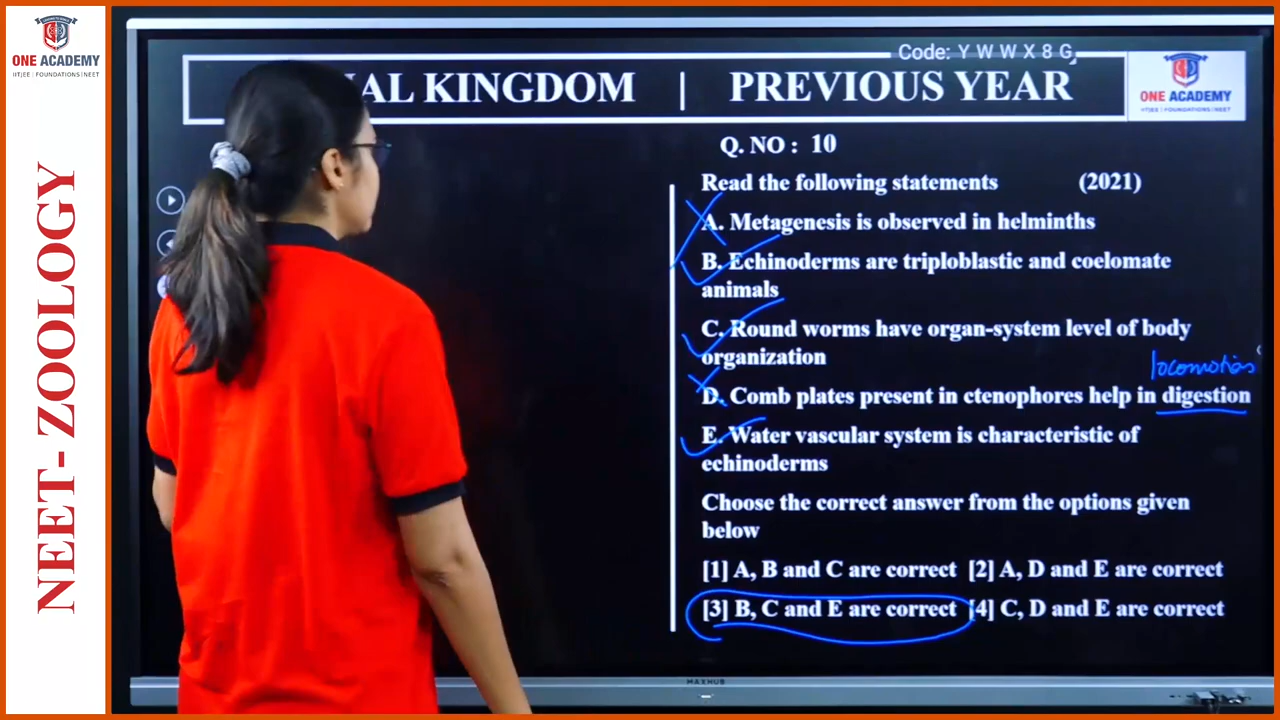 ONE ACADEMY
IIT|JEE | FOUNDATIONS | NEET
NEET- ZOOLOGY
Code: Y W W X 8 G
AL KINGDOM | PREVIOUS YEAR
ONE ACADEMY
IIT|JEE | FOUNDATIONS | NEET
Q. NO : 10
Read the following statements (2021)
A. Metagenesis is observed in helminths
B. Echinoderms are triploblastic and coelomate
animals
C. Round worms have organ-system level of body
organization
locomotion
D. Comb plates present in ctenophores help in digestion
E. Water vascular system is characteristic of
echinoderms
Choose the correct answer from the options given
below
[1] A, B and C are correct [2] A, D and E are correct
[3] B, C and E are correct [4] C, D and E are correct
MAXHUB